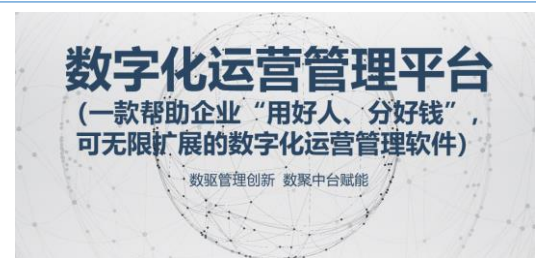 数字化运营管理平台
(一款帮助企业“用好人、分好钱”，
可无限扩展的数字化运营管理软件)
数驱管理创新 数聚中台赋能